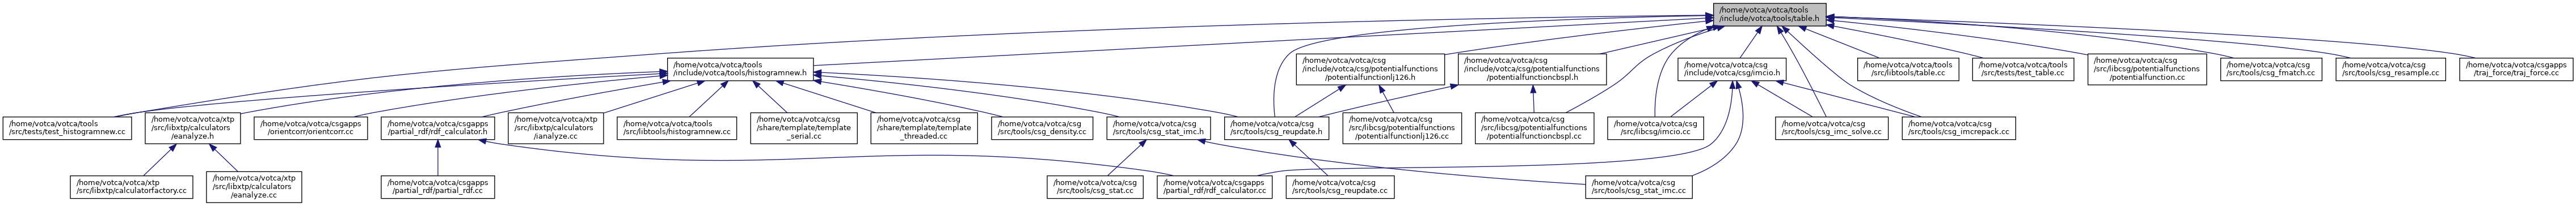 /home/votca/votca/tools
/include/votca/tools/table.h
/home/votca/votca/tools
/include/votca/tools/histogramnew.h
/home/votca/votca/csg
/include/votca/csg/potentialfunctions
/potentialfunctionlj126.h
/home/votca/votca/csg
/include/votca/csg/potentialfunctions
/potentialfunctioncbspl.h
/home/votca/votca/csg
/include/votca/csg/imcio.h
/home/votca/votca/tools
/src/libtools/table.cc
/home/votca/votca/tools
/src/tests/test_table.cc
/home/votca/votca/csg
/src/libcsg/potentialfunctions
/potentialfunction.cc
/home/votca/votca/csg
/src/tools/csg_fmatch.cc
/home/votca/votca/csg
/src/tools/csg_resample.cc
/home/votca/votca/csgapps
/traj_force/traj_force.cc
/home/votca/votca/tools
/src/tests/test_histogramnew.cc
/home/votca/votca/xtp
/src/libxtp/calculators
/eanalyze.h
/home/votca/votca/csgapps
/orientcorr/orientcorr.cc
/home/votca/votca/csgapps
/partial_rdf/rdf_calculator.h
/home/votca/votca/xtp
/src/libxtp/calculators
/ianalyze.cc
/home/votca/votca/tools
/src/libtools/histogramnew.cc
/home/votca/votca/csg
/share/template/template
_serial.cc
/home/votca/votca/csg
/share/template/template
_threaded.cc
/home/votca/votca/csg
/src/tools/csg_density.cc
/home/votca/votca/csg
/src/tools/csg_stat_imc.h
/home/votca/votca/csg
/src/tools/csg_reupdate.h
/home/votca/votca/csg
/src/libcsg/potentialfunctions
/potentialfunctionlj126.cc
/home/votca/votca/csg
/src/libcsg/potentialfunctions
/potentialfunctioncbspl.cc
/home/votca/votca/csg
/src/libcsg/imcio.cc
/home/votca/votca/csg
/src/tools/csg_imc_solve.cc
/home/votca/votca/csg
/src/tools/csg_imcrepack.cc
/home/votca/votca/xtp
/src/libxtp/calculatorfactory.cc
/home/votca/votca/xtp
/src/libxtp/calculators
/eanalyze.cc
/home/votca/votca/csgapps
/partial_rdf/partial_rdf.cc
/home/votca/votca/csg
/src/tools/csg_stat.cc
/home/votca/votca/csgapps
/partial_rdf/rdf_calculator.cc
/home/votca/votca/csg
/src/tools/csg_reupdate.cc
/home/votca/votca/csg
/src/tools/csg_stat_imc.cc